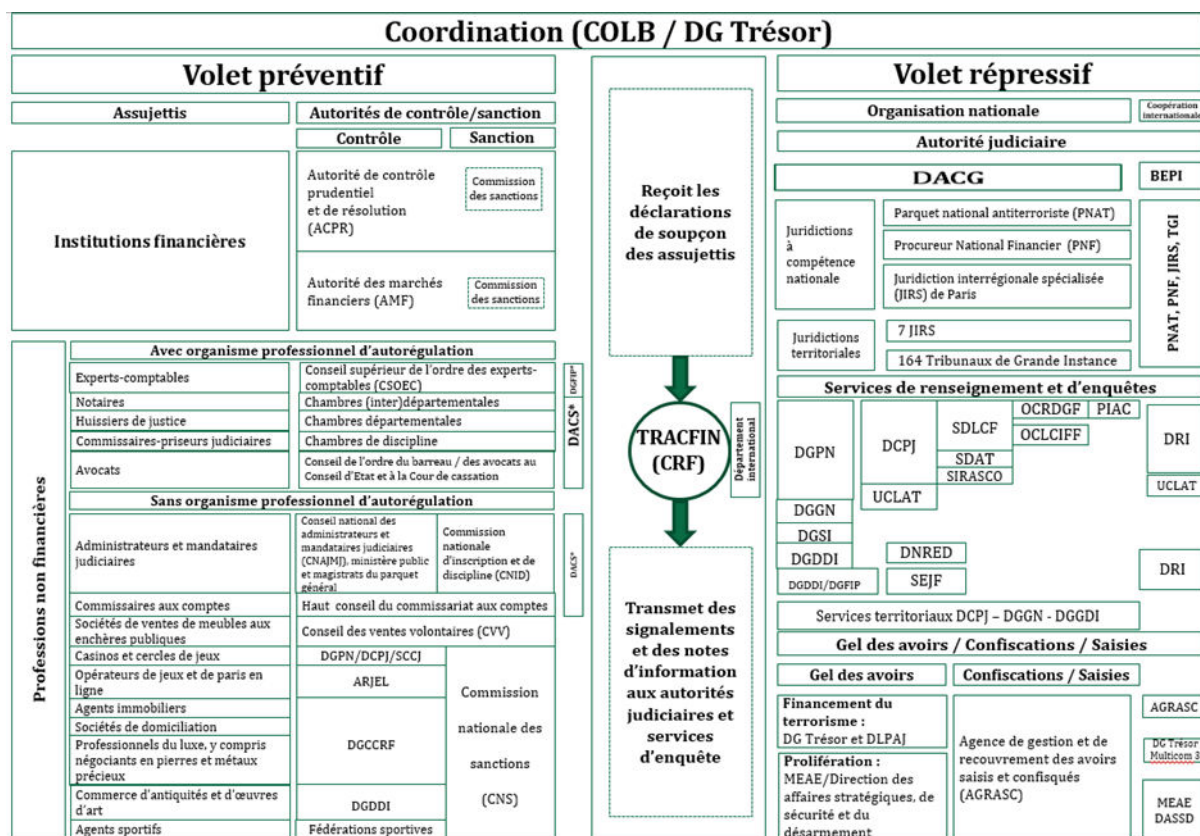 Coordination (COLB / DG Trésor)
Volet préventif
Assujettis
Autorités de contrôle/sanction
Contrôle
Sanction
Institutions financières
Autorité de contrôle
prudentiel
et de résolution
(ACPR)
Commission
des sanctions
Autorité des marchés
financiers (AMF)
Commission
des sanctions
Professions non financières
Avec organisme professionnel d'autorégulation
Experts-comptables
Conseil supérieur de l'ordre des experts-
comptables (CSOEC)
DGFIP*
Notaires
Chambres (inter)départementales
Huissiers de justice
Chambres départementales
Commissaires-priseurs judiciaires
Chambres de discipline
Avocats
Conseil de l'ordre du barreau / des avocats au
Conseil d'Etat et à la Cour de cassation
DACS*
Sans organisme professionnel d'autorégulation
Administrateurs et mandataires
judiciaires
Conseil national des
administrateurs et
mandataires judiciaires
(CNAJMJ), ministère public
et magistrats du parquet
général
Commission
nationale
d'inscription et de
discipline (CNID)
DACS*
Commissaires aux comptes
Haut conseil du commissariat aux comptes
Sociétés de ventes de meubles aux
enchères publiques
Conseil des ventes volontaires (CVV)
Casinos et cercles de jeux
DGPN/DCPJ/SCCJ
Opérateurs de jeux et de paris en
ligne
ARJEL
Agents immobiliers
Sociétés de domiciliation
Professionnels du luxe, y compris
négociants en pierres et métaux
précieux
DGCCRF
Commerce d'antiquités et d'œuvres
d'art
DGDDI
Agents sportifs
Fédérations sportives
Commission
nationale des
sanctions
(CNS)
Reçoit les
déclarations
de soupçon
des assujettis
TRACFIN
(CRF)
Département
international
Transmet des
signalements
et des notes
d'information
aux autorités
judiciaires et
services
d'enquête
Volet répressif
Organisation nationale
Coopération
internationale
Autorité judiciaire
DACG
BEPI
Juridictions
à
compétence
nationale
Parquet national antiterroriste (PNAT)
Procureur National Financier (PNF)
Juridiction interrégionale spécialisée
(JIRS) de Paris
Juridictions
territoriales
7 JIRS
164 Tribunaux de Grande Instance
PNAT, PNF, JIRS, TGI
Services de renseignement et d'enquêtes
DGPN
DCPJ
SDLCF
OCRDGF
PIAC
OCLCIFF
SDAT
SIRASCO
DRI
UCLAT
UCLAT
DGGN
DGSI
DGDDI
DNRED
DGDDI/DGFIP
SEJF
DRI
Services territoriaux DCPJ – DGGN - DGGDI
Gel des avoirs / Confiscations / Saisies
Gel des avoirs
Confiscations / Saisies
Financement du
terrorisme :
DG Trésor et DLPAJ
Prolifération :
MEAE/Direction des
affaires stratégiques, de
sécurité et du
désarmement
Agence de gestion et de
recouvrement des avoirs
saisis et confisqués
(AGRASC)
AGRASC
DG Trésor
Multicom 3
MEAE
DASSD